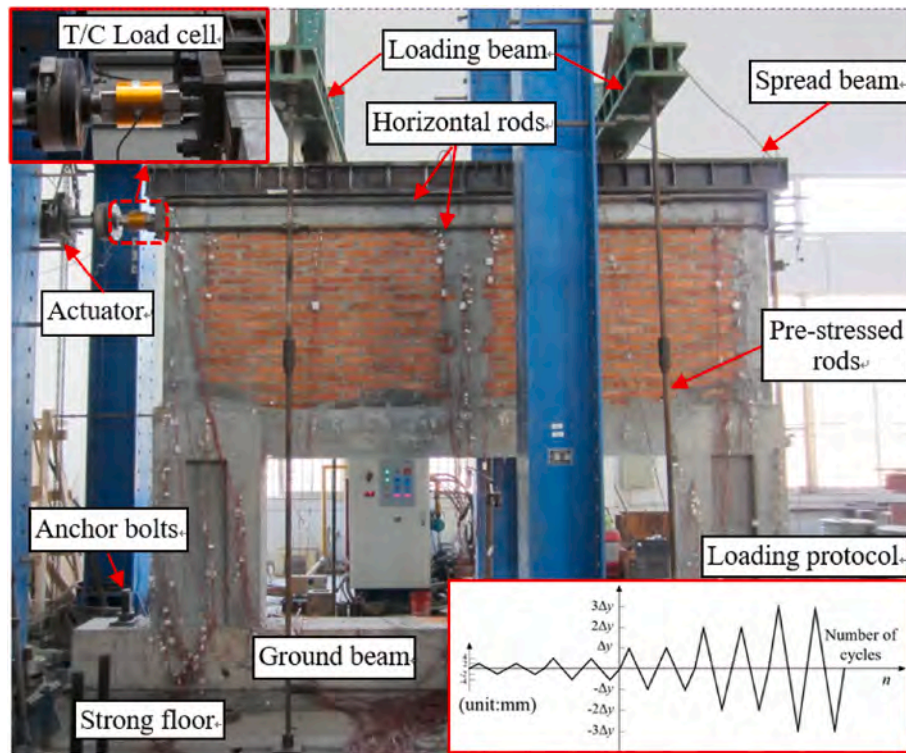 T/C Load cell
Loading beam
Spread beam
Horizontal rods
Actuator
Pre-stressed
rods
Anchor bolts
Loading protocol
Ground beam
Strong floor
3Δy
2Δy
Δy
0
-Δy
-2Δy
-3Δy
Number of
cycles
n
(unit:mm)